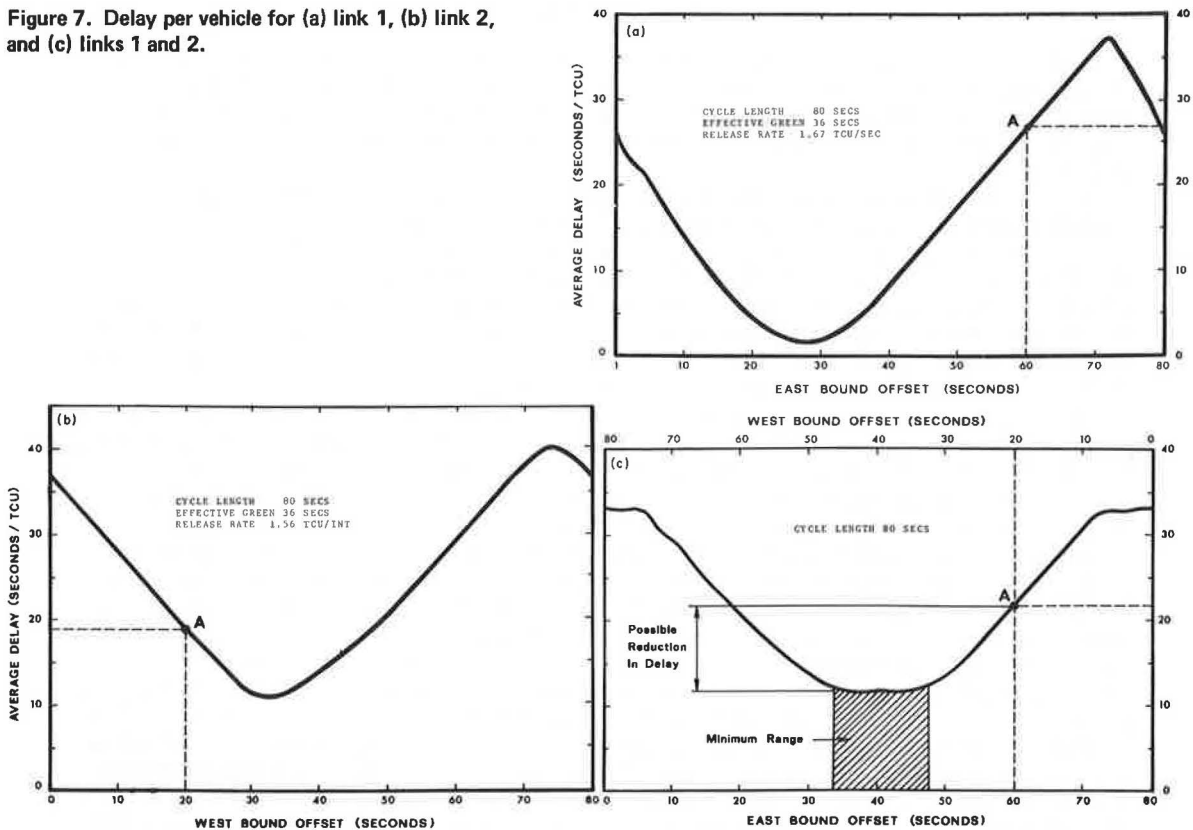 Figure 7. Delay per vehicle for (a) link 1, (b) link 2,
and (c) links 1 and 2.
(a)
40
30
20
10
0
40
30
20
10
0
AVERAGE DELAY (SECONDS / TCU)
CYCLE LENGTH 80 SECS
EFFECTIVE GREEN 36 SECS
RELEASE RATE 1.67 TCU/SEC
A
1 10 20 30 40 50 60 70 80
EAST BOUND OFFSET (SECONDS)
(b)
40
30
20
10
0
AVERAGE DELAY (SECONDS / TCU)
CYCLE LENGTH 80 SECS
EFFECTIVE GREEN 36 SECS
RELEASE RATE 1.56 TCU/INT
A
0 10 20 30 40 50 60 70 80
WEST BOUND OFFSET (SECONDS)
WEST BOUND OFFSET (SECONDS)
80 70 60 50 40 30 20 10 0
(c)
CYCLE LENGTH 80 SECS
A
Possible
Reduction
In Delay
Minimum Range
40
30
20
10
0
10 20 30 40 50 60 70 80
EAST BOUND OFFSET (SECONDS)